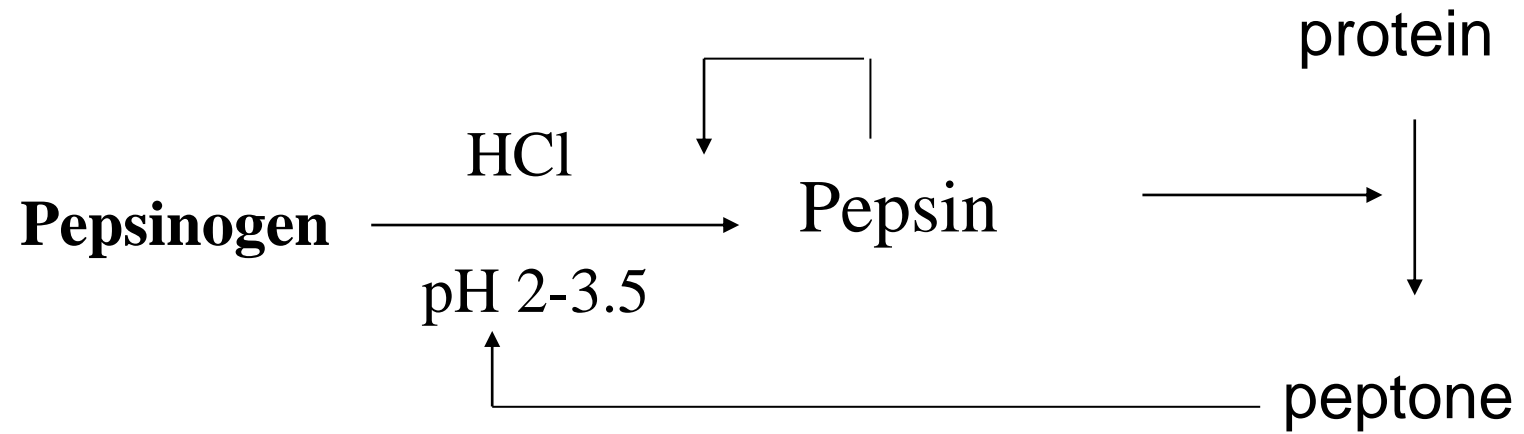 protein
HCl
Pepsinogen
Pepsin
pH 2-3.5
peptone